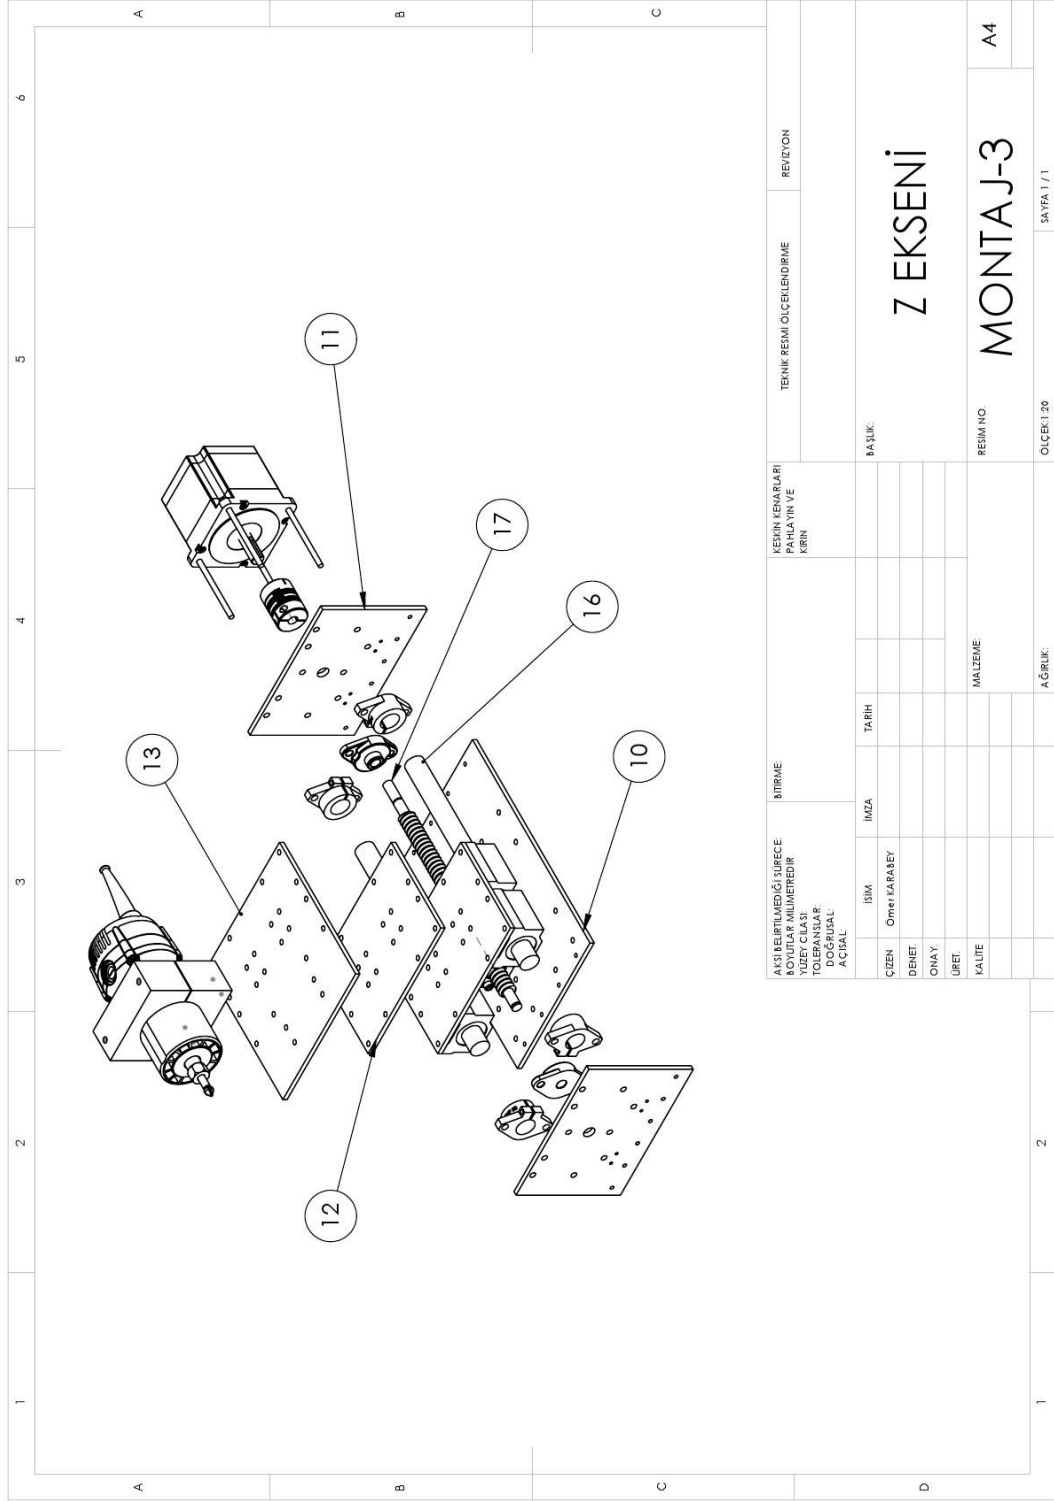 6
5
4
3
2
1
A
B
C
A
B
C
D
2
1
13
12
11
17
16
10
AKSİ BELİRTİLMEDİĞİ SÜRECE:
BOYUTLAR MİLİMETREDİR
YÜZEY CİLASI:
TOLERANSLAR:
DOĞRUSAL:
AÇISAL:
BİTİRME:
KESKİN KENARLARI
PAHLAYIN VE
KIRIN
TEKNİK RESMİ ÖLÇEKLENDİRME
REVİZYON
İSİM
İMZA
TARİH
ÇİZEN
Ömer KARABEY
DENET.
ONAY.
ÜRET.
KALİTE
MALZEME:
AĞIRLIK:
BAŞLIK:
Z EKSENİ
RESİM NO.
MONTAJ-3
A4
ÖLÇEK:1:20
SAYFA 1 / 1